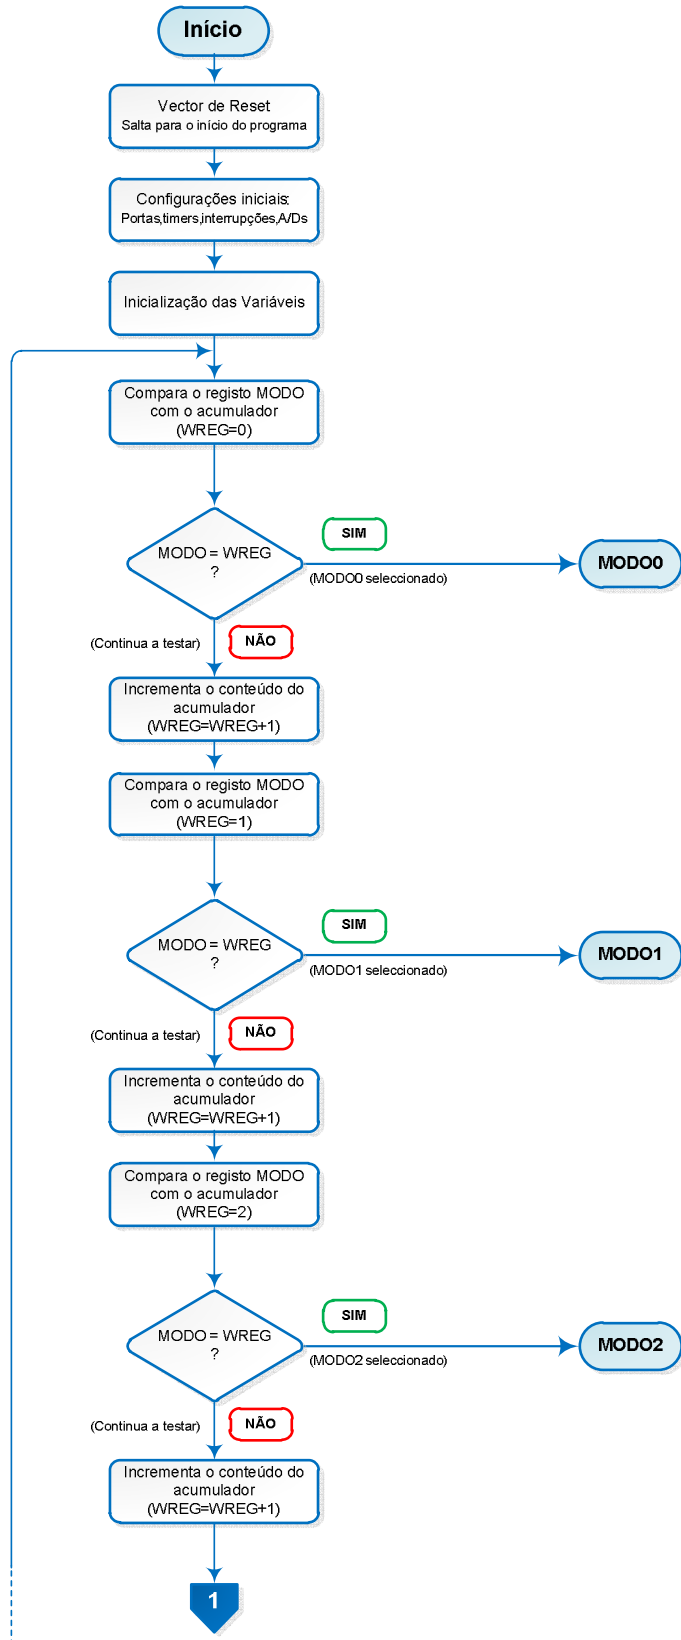 Início
Vector de Reset
Salta para o início do programa
Configurações iniciais:
Portas,timers,interrupções,A/Ds
Inicialização das Variáveis
Compara o registo MODO
com o acumulador
(WREG=0)
MODO = WREG
?
SIM
(MODO0 seleccionado)
MODO0
(Continua a testar)
NÃO
Incrementa o conteúdo do
acumulador
(WREG=WREG+1)
Compara o registo MODO
com o acumulador
(WREG=1)
MODO = WREG
?
SIM
(MODO1 seleccionado)
MODO1
(Continua a testar)
NÃO
Incrementa o conteúdo do
acumulador
(WREG=WREG+1)
Compara o registo MODO
com o acumulador
(WREG=2)
MODO = WREG
?
SIM
(MODO2 seleccionado)
MODO2
(Continua a testar)
NÃO
Incrementa o conteúdo do
acumulador
(WREG=WREG+1)
1